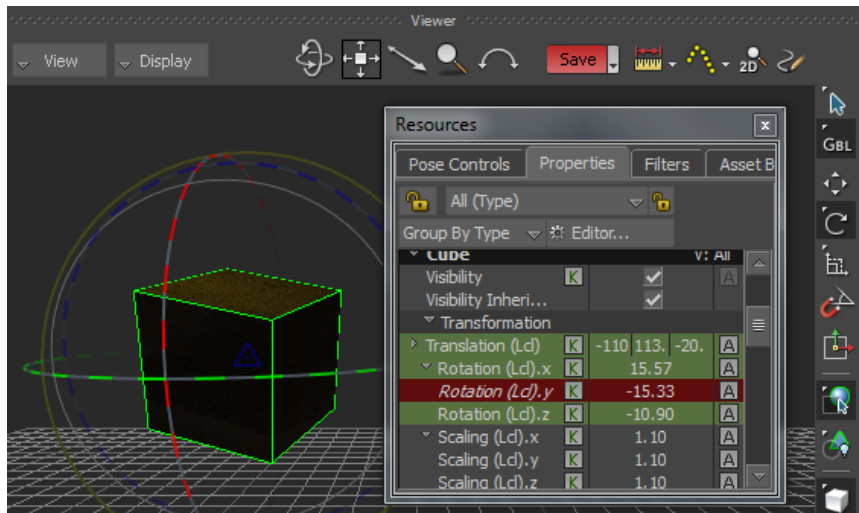 Viewer
View Display Save 2D
Resources x
GBL
Pose Controls Properties Filters Asset B
All (Type)
Group By Type Editor...
Cube V: All
Visibility K A
Visibility Inheri...
Transformation
Translation (Lcl) K -110 113. -20. A
Rotation (Lcl).x K 15.57 A
Rotation (Lcl).y K -15.33 A
Rotation (Lcl).z K -10.90 A
Scaling (Lcl).x K 1.10 A
Scaling (Lcl).y K 1.10 A
Scaling (Lcl).z K 1.10 A